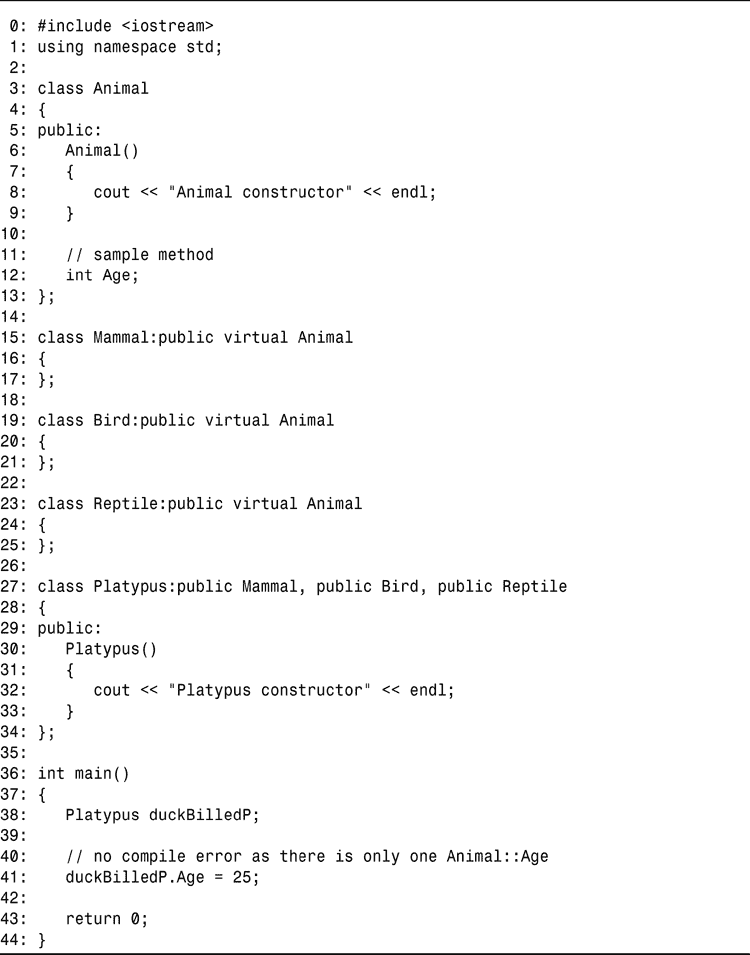 0: #include <iostream>
1: using namespace std;
2:
3: class Animal
4: {
5: public:
6:    Animal()
7:    {
8:       cout << "Animal constructor" << endl;
9:    }
10:
11:    // sample method
12:    int Age;
13: };
14:
15: class Mammal:public virtual Animal
16: {
17: };
18:
19: class Bird:public virtual Animal
20: {
21: };
22:
23: class Reptile:public virtual Animal
24: {
25: };
26:
27: class Platypus:public Mammal, public Bird, public Reptile
28: {
29: public:
30:    Platypus()
31:    {
32:       cout << "Platypus constructor" << endl;
33:    }
34: };
35:
36: int main()
37: {
38:    Platypus duckBilledP;
39:
40:    // no compile error as there is only one Animal::Age
41:    duckBilledP.Age = 25;
42:
43:    return 0;
44: }